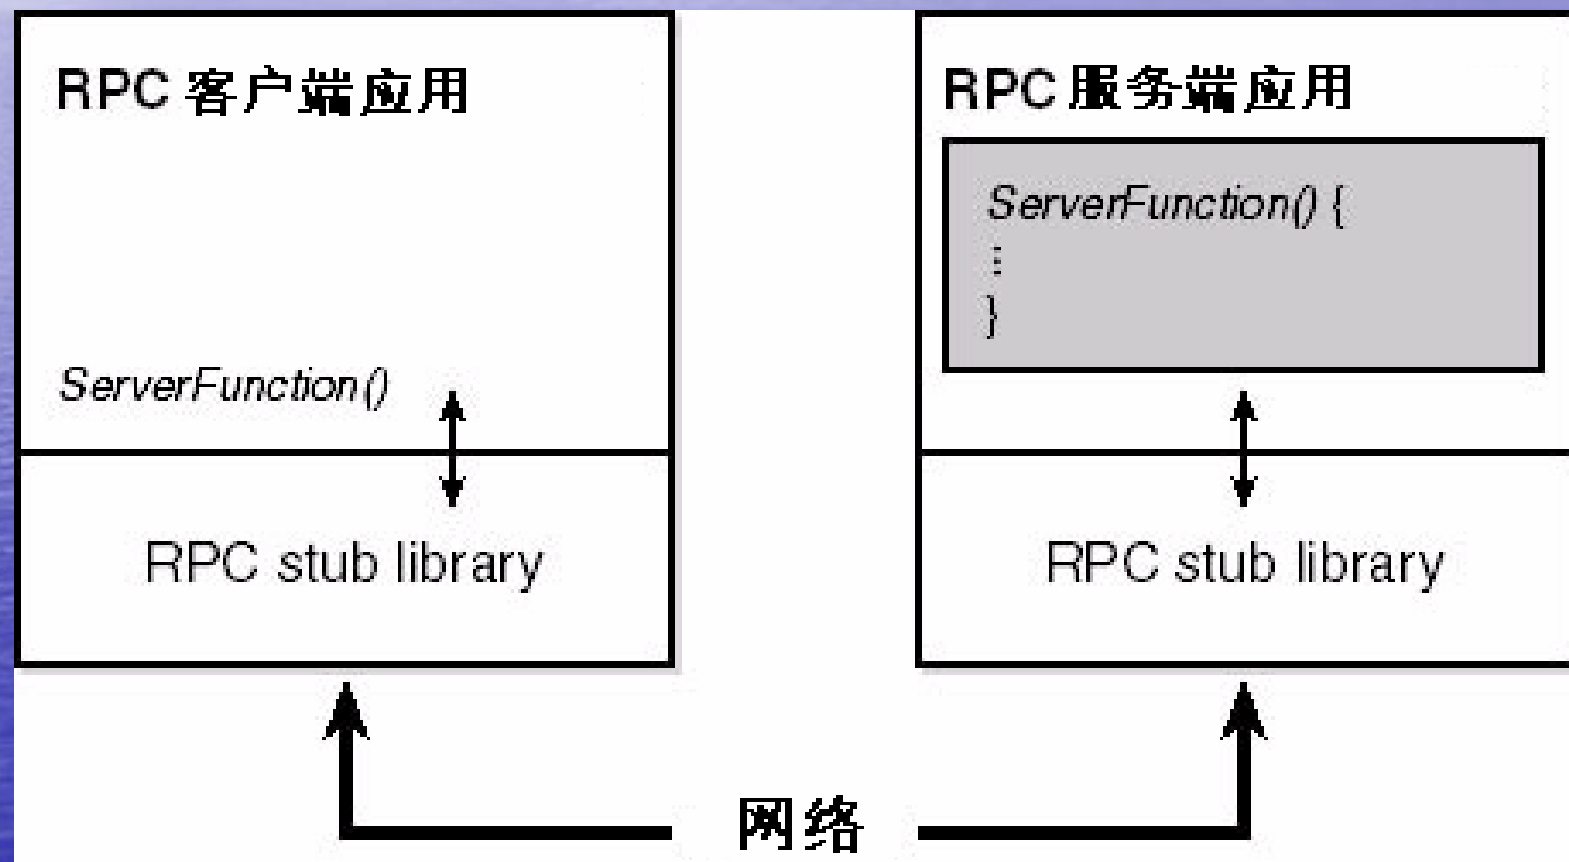 RPC 客户端应用
ServerFunction()
RPC stub library
RPC 服务端应用
ServerFunction() {
⋮
}
RPC stub library
网络